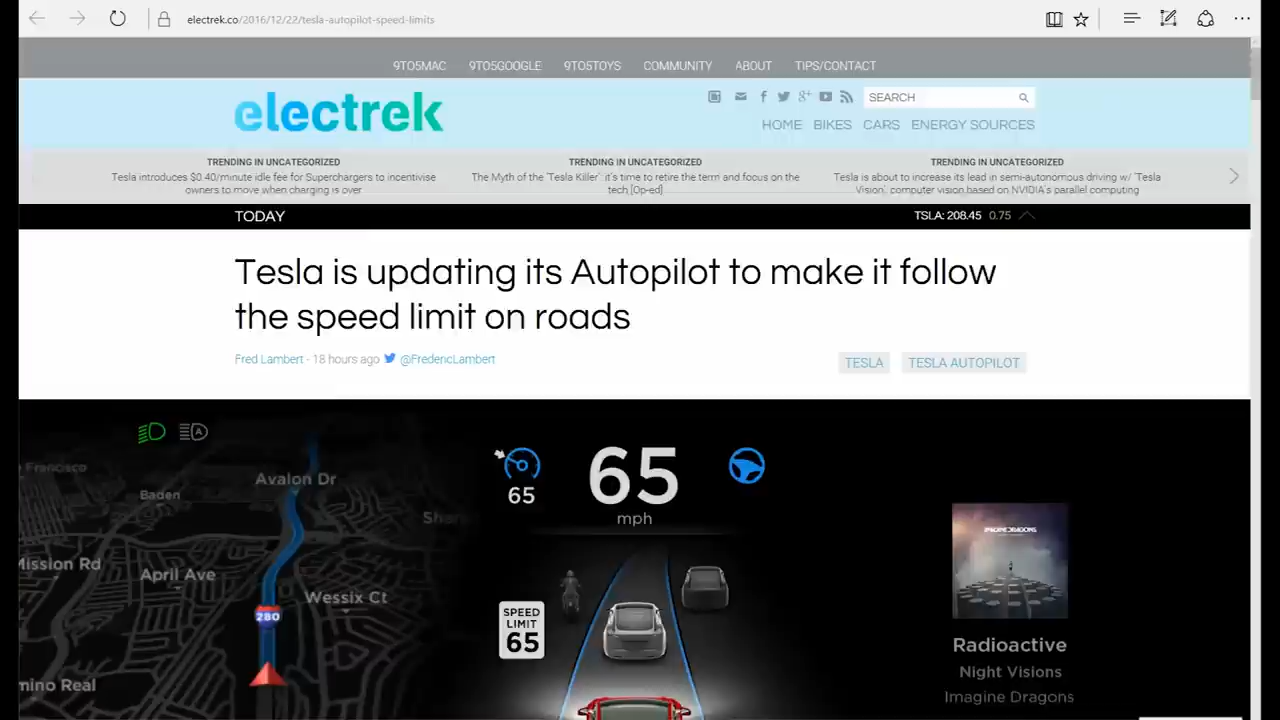 electrek.co/2016/12/22/tesla-autopilot-speed-limits
9TO5MAC 9TO5GOOGLE 9TO5TOYS COMMUNITY ABOUT TIPS/CONTACT
electrek
SEARCH
HOME BIKES CARS ENERGY SOURCES
TRENDING IN UNCATEGORIZED
Tesla introduces $0.40/minute idle fee for Superchargers to incentivise
owners to move when charging is over
TRENDING IN UNCATEGORIZED
The Myth of the 'Tesla Killer': it's time to retire the term and focus on the
tech [Op-ed]
TRENDING IN UNCATEGORIZED
Tesla is about to increase its lead in semi-autonomous driving w/ 'Tesla
Vision': computer vision based on NVIDIA's parallel computing
TODAY
TSLA: 208.45 0.75
Tesla is updating its Autopilot to make it follow
the speed limit on roads
Fred Lambert - 18 hours ago @FredericLambert
TESLA TESLA AUTOPILOT
A
Francisco
Baden
Avalon Dr
Mission Rd
April Ave
Wessix Ct
280
mino Real
65
65
mph
SPEED
LIMIT
65
IMAGINE DRAGONS
Radioactive
Night Visions
Imagine Dragons